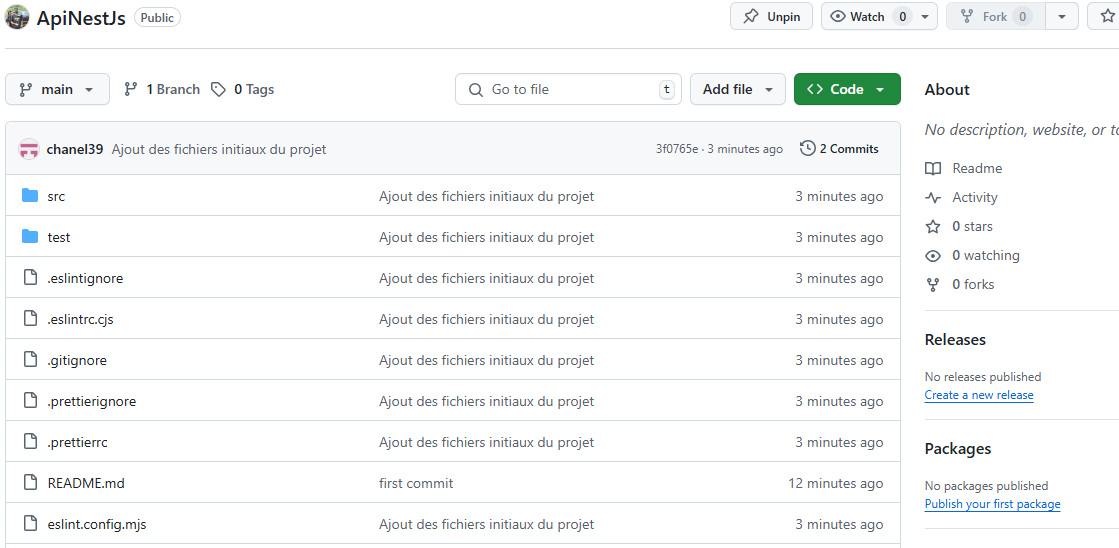 ApiNestJs Public Unpin Watch 0 Fork 0
main 1 Branch 0 Tags Go to file t Add file Code
chanel39 Ajout des fichiers initiaux du projet 3f0765e · 3 minutes ago 2 Commits
src Ajout des fichiers initiaux du projet 3 minutes ago
test Ajout des fichiers initiaux du projet 3 minutes ago
.eslintignore Ajout des fichiers initiaux du projet 3 minutes ago
.eslintrc.cjs Ajout des fichiers initiaux du projet 3 minutes ago
.gitignore Ajout des fichiers initiaux du projet 3 minutes ago
.prettierignore Ajout des fichiers initiaux du projet 3 minutes ago
.prettierrc Ajout des fichiers initiaux du projet 3 minutes ago
README.md first commit 12 minutes ago
eslint.config.mjs Ajout des fichiers initiaux du projet 3 minutes ago
About
No description, website, or
Readme
Activity
0 stars
0 watching
0 forks
Releases
No releases published
Create a new release
Packages
No packages published
Publish your first package